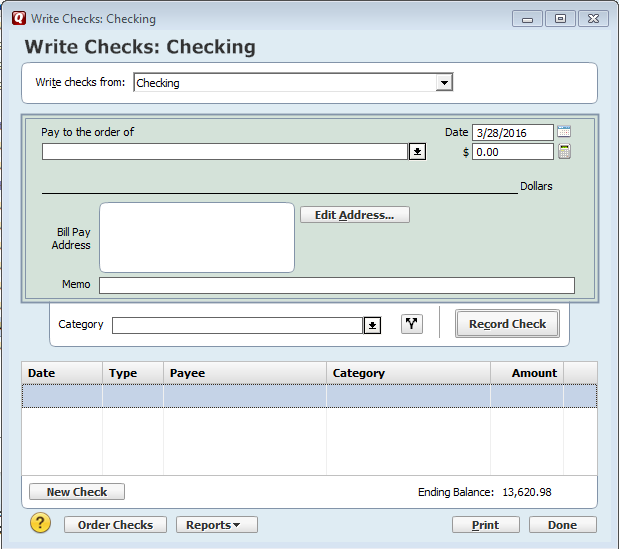 Write Checks: Checking
Write Checks: Checking
Write checks from: Checking
Pay to the order of
Date 3/28/2016
$ 0.00
Dollars
Edit Address...
Bill Pay
Address
Memo
Category
Record Check
Date Type Payee Category Amount
New Check
Ending Balance: 13,620.98
? Order Checks Reports Print Done